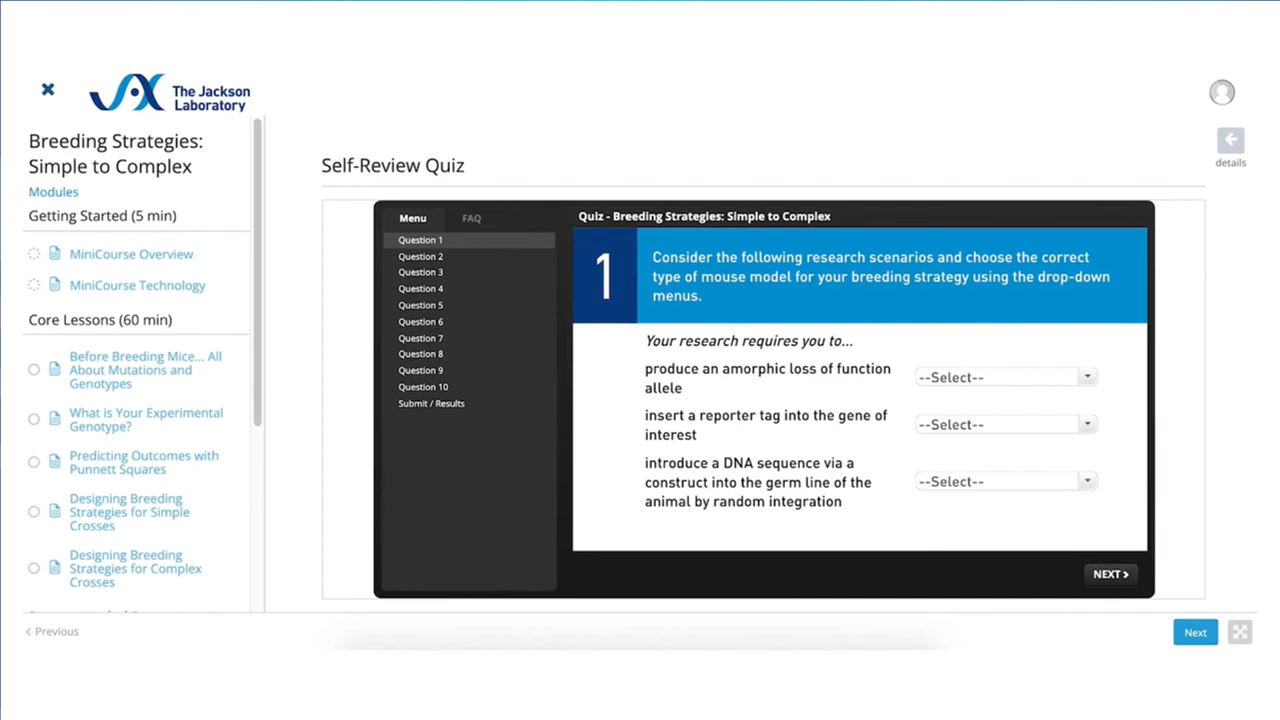 The Jackson
Laboratory
Breeding Strategies:
Simple to Complex
Modules
Getting Started (5 min)
MiniCourse Overview
MiniCourse Technology
Core Lessons (60 min)
Before Breeding Mice... All
About Mutations and
Genotypes
What is Your Experimental
Genotype?
Predicting Outcomes with
Punnett Squares
Designing Breeding
Strategies for Simple
Crosses
Designing Breeding
Strategies for Complex
Crosses
< Previous
details
Self-Review Quiz
Menu
FAQ
Question 1
Question 2
Question 3
Question 4
Question 5
Question 6
Question 7
Question 8
Question 9
Question 10
Submit / Results
Quiz - Breeding Strategies: Simple to Complex
1
Consider the following research scenarios and choose the correct
type of mouse model for your breeding strategy using the drop-down
menus.
Your research requires you to...
produce an amorphic loss of function
allele
--Select--
insert a reporter tag into the gene of
interest
--Select--
introduce a DNA sequence via a
construct into the germ line of the
animal by random integration
--Select--
NEXT >
Next